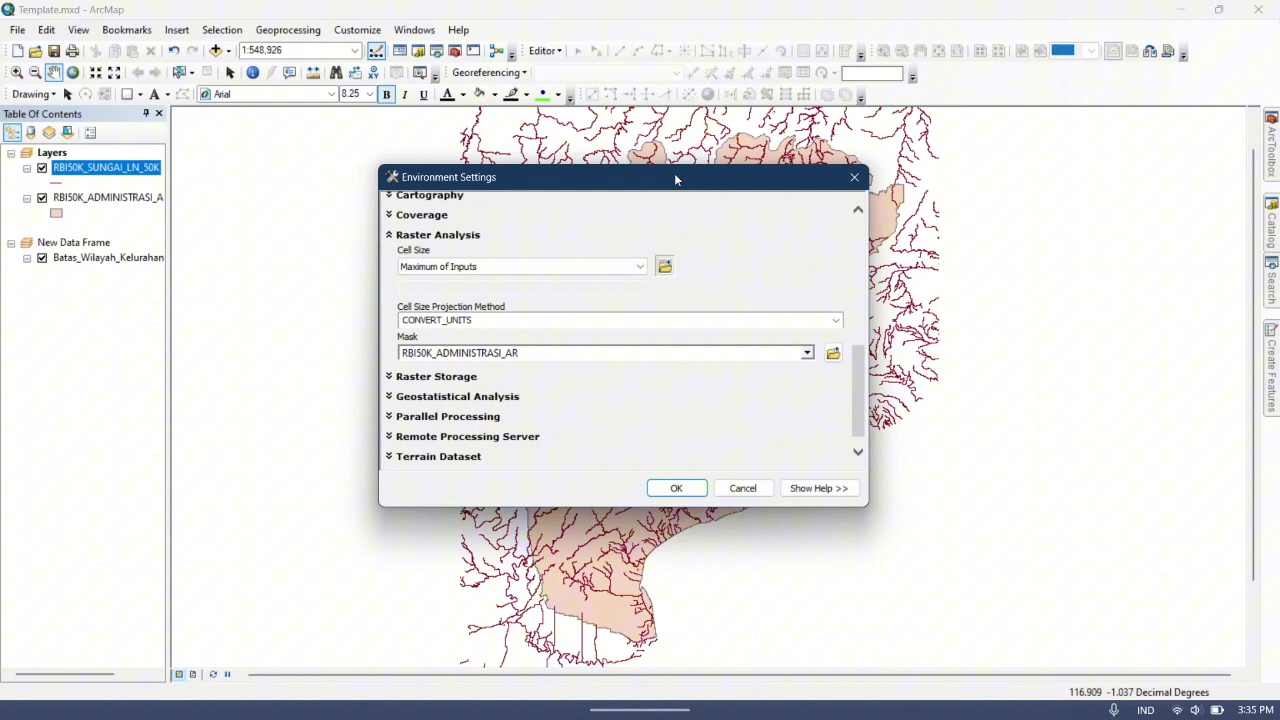 Template.mxd - ArcMap
File Edit View Bookmarks Insert Selection Geoprocessing Customize Windows Help
1:548,926 Editor
Georeferencing
Drawing Arial 8.25 B I U A
Table Of Contents
Layers
RBI50K_SUNGAI_LN_50K
RBI50K_ADMINISTRASI_A
New Data Frame
Batas_Wilayah_Kelurahan
Environment Settings
Cartography
Coverage
Raster Analysis
Cell Size
Maximum of Inputs
Cell Size Projection Method
CONVERT_UNITS
Mask
RBI50K_ADMINISTRASI_AR
Raster Storage
Geostatistical Analysis
Parallel Processing
Remote Processing Server
Terrain Dataset
OK Cancel Show Help >>
ArcToolbox
Catalog
Search
Create Features
116.909 -1.037 Decimal Degrees
IND 3:35 PM